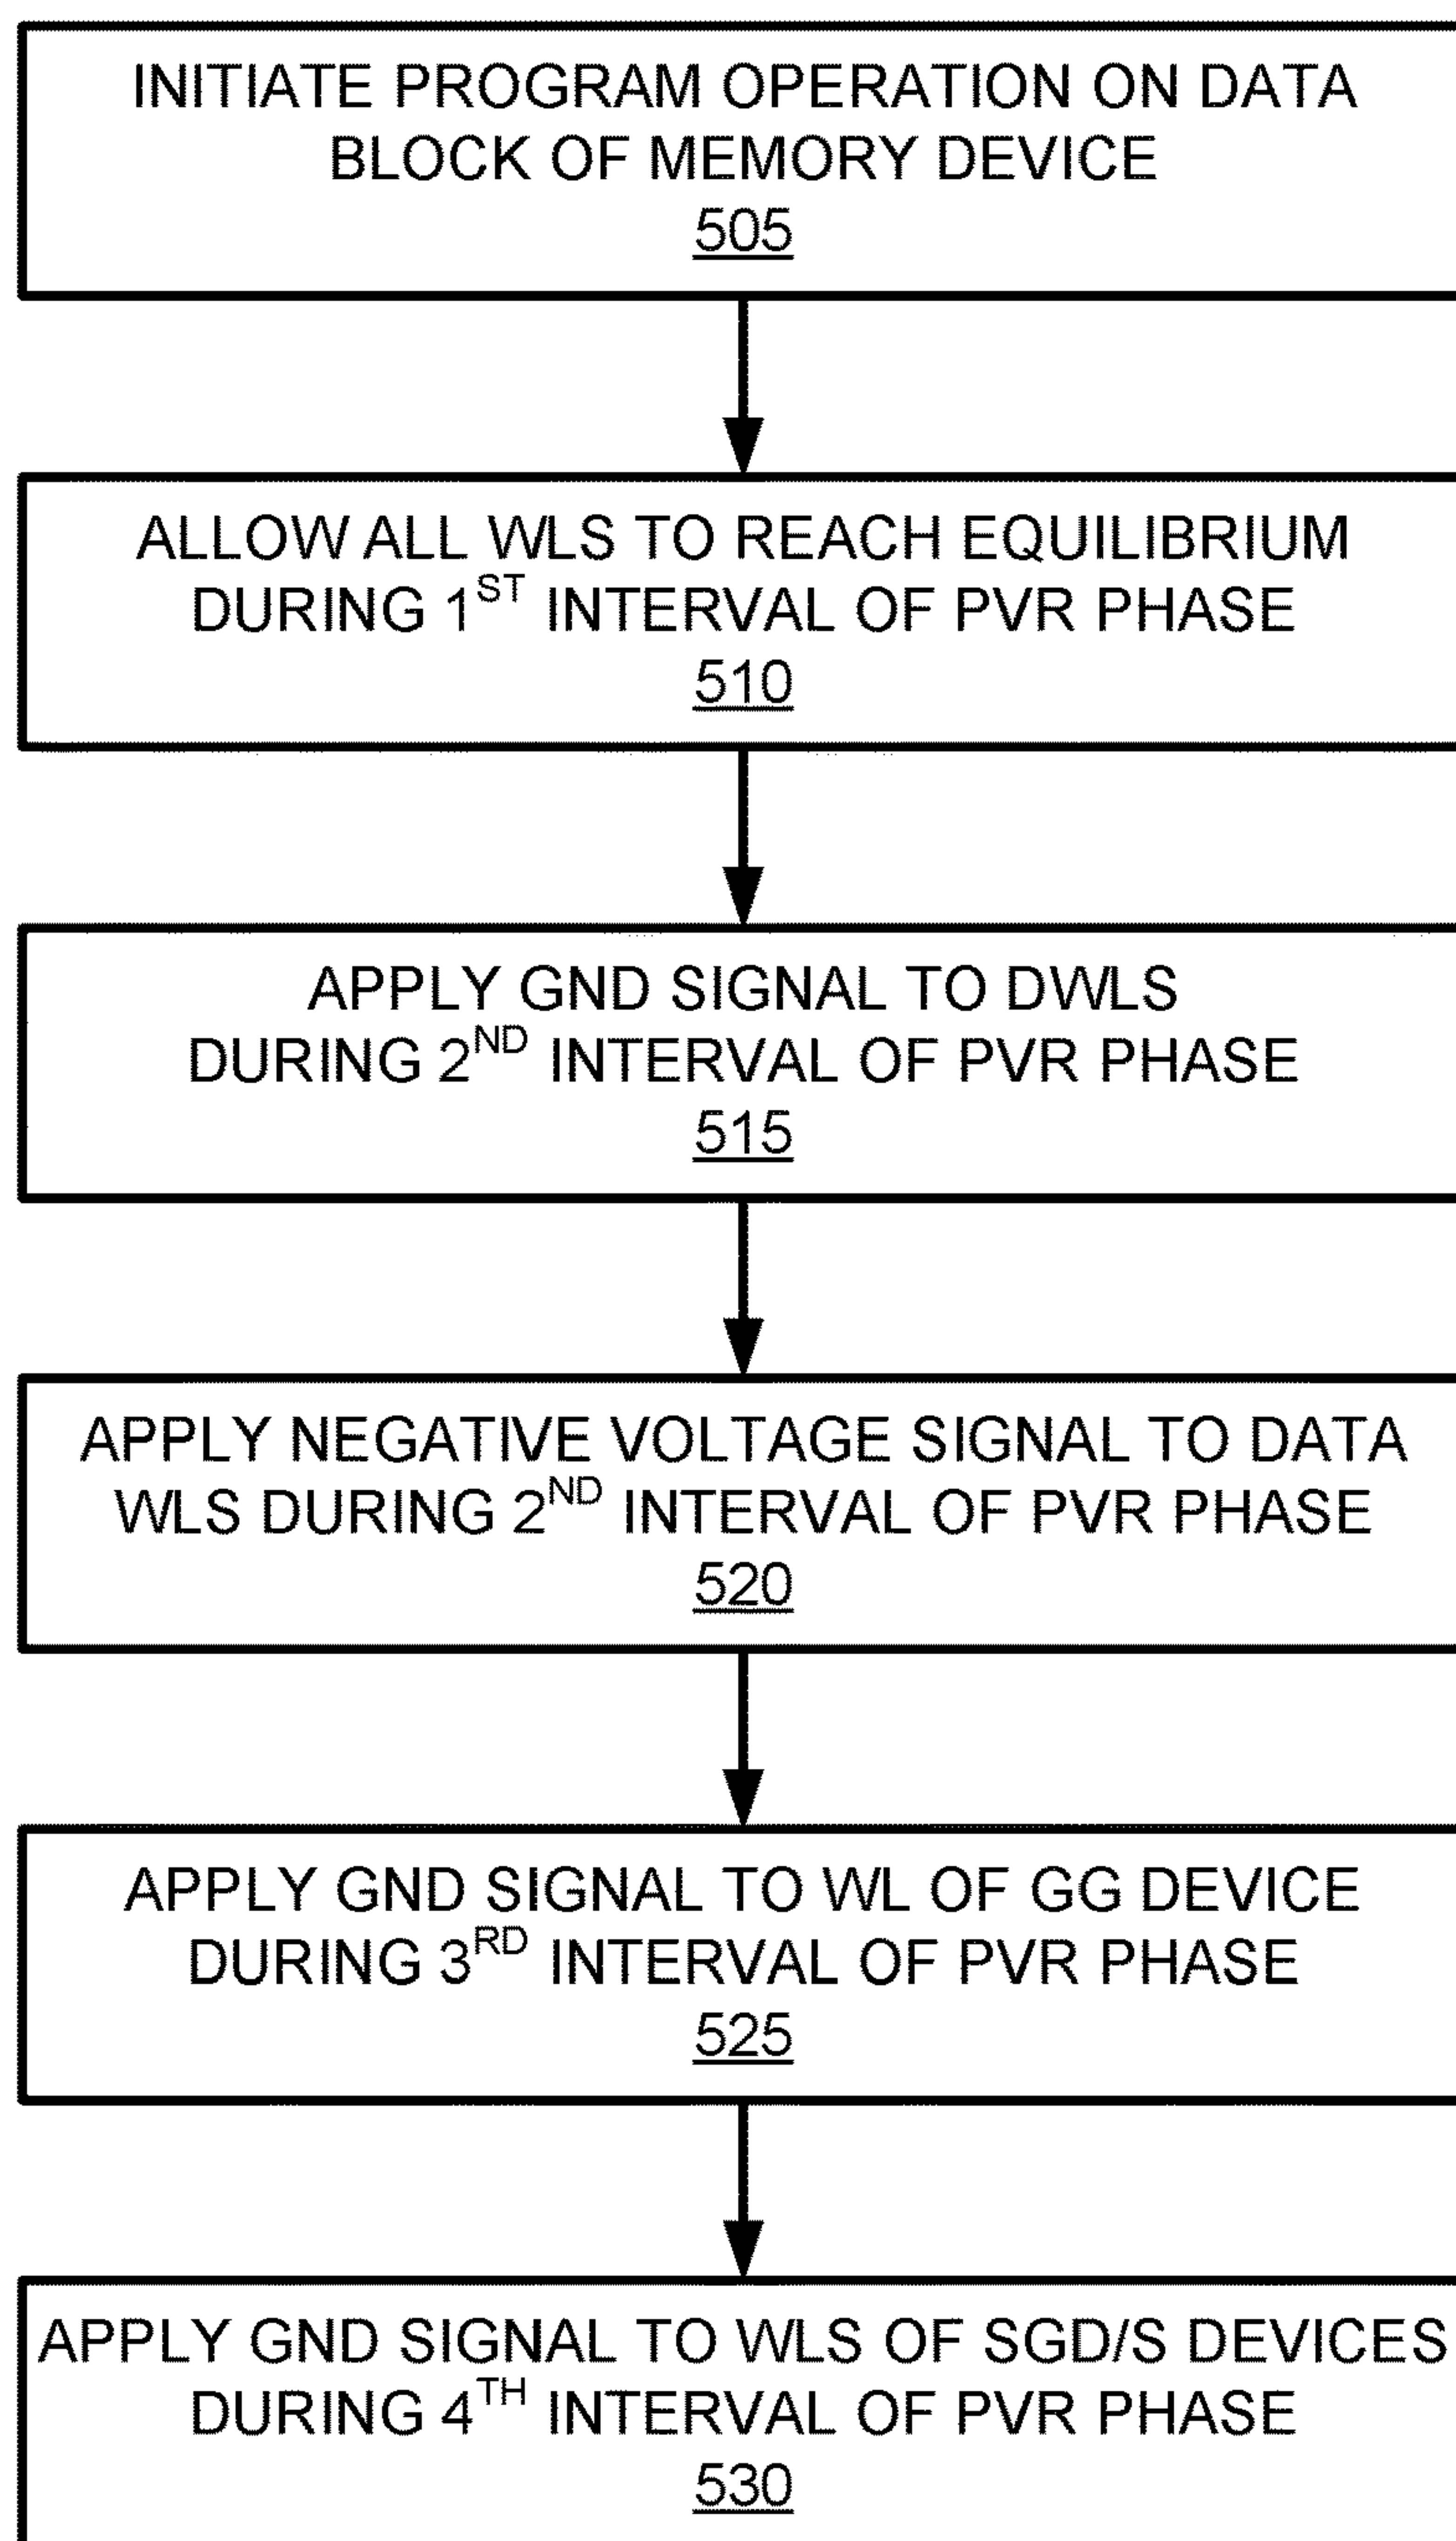 INITIATE PROGRAM OPERATION ON DATA
BLOCK OF MEMORY DEVICE
505
ALLOW ALL WLS TO REACH EQUILIBRIUM
DURING 1ST INTERVAL OF PVR PHASE
510
APPLY GND SIGNAL TO DWLS
DURING 2ND INTERVAL OF PVR PHASE
515
APPLY NEGATIVE VOLTAGE SIGNAL TO DATA
WLS DURING 2ND INTERVAL OF PVR PHASE
520
APPLY GND SIGNAL TO WL OF GG DEVICE
DURING 3RD INTERVAL OF PVR PHASE
525
APPLY GND SIGNAL TO WLS OF SGD/S DEVICES
DURING 4TH INTERVAL OF PVR PHASE
530